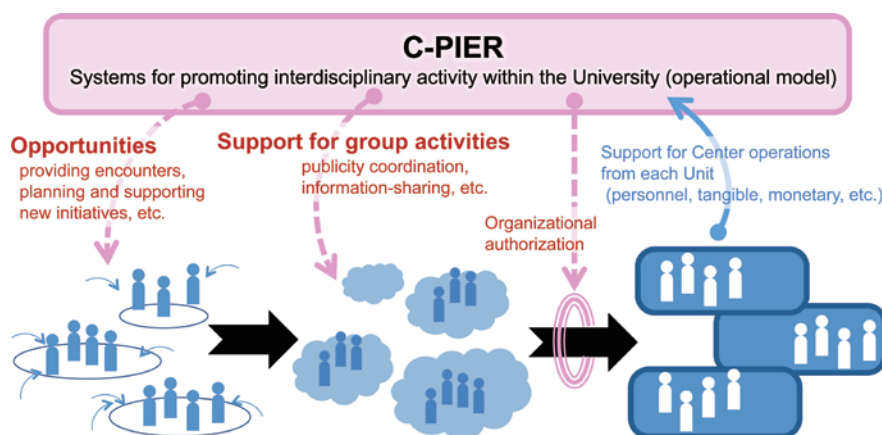 C-PIER
Systems for promoting interdisciplinary activity within the University (operational model)
Opportunities
providing encounters,
planning and supporting
new initiatives, etc.
Support for group activities
publicity coordination,
information-sharing, etc.
Organizational
authorization
Support for Center operations
from each Unit
(personnel, tangible, monetary, etc.)